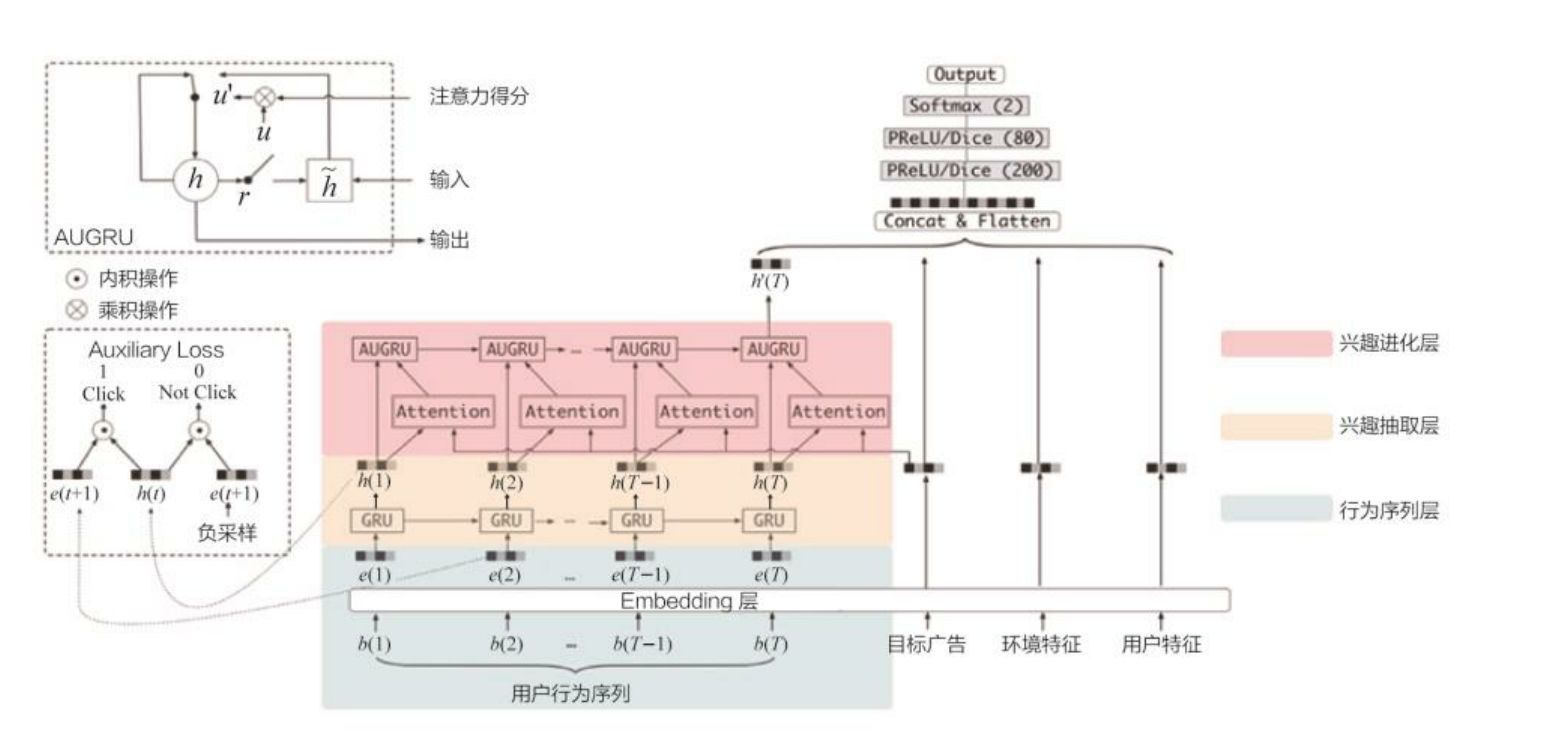 注意力得分
u'
u
h
r
h̃
输入
AUGRU
输出
内积操作
乘积操作
Auxiliary Loss
1 0
Click Not Click
e(t+1) h(t) e(t+1)
负采样
Output
Softmax (2)
PReLU/Dice (80)
PReLU/Dice (200)
Concat & Flatten
h'(T)
AUGRU AUGRU … AUGRU AUGRU
Attention Attention Attention Attention
h(1) h(2) h(T−1) h(T)
GRU GRU … GRU GRU
e(1) e(2) … e(T−1) e(T)
Embedding 层
b(1) b(2) … b(T−1) b(T)
用户行为序列
目标广告 环境特征 用户特征
兴趣进化层
兴趣抽取层
行为序列层